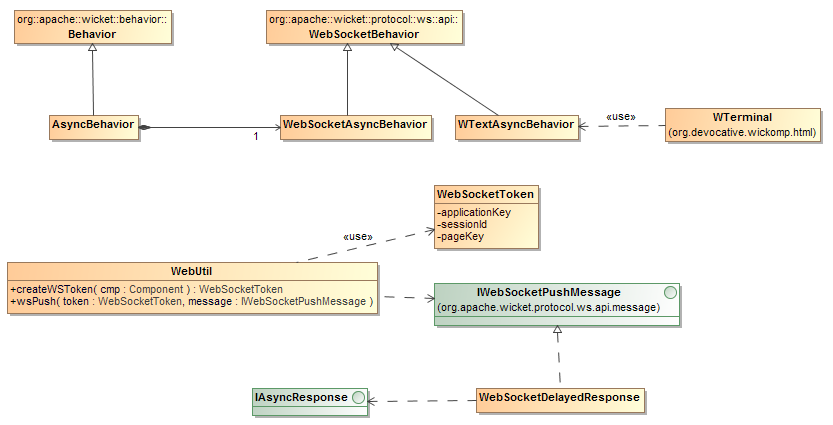 org::apache::wicket::behavior::
Behavior
org::apache::wicket::protocol::ws::api::
WebSocketBehavior
AsyncBehavior
1
WebSocketAsyncBehavior
WTextAsyncBehavior
«use»
WTerminal
(org.devocative.wickomp.html)
WebSocketToken
-applicationKey
-sessionId
-pageKey
«use»
WebUtil
+createWSToken( cmp : Component ) : WebSocketToken
+wsPush( token : WebSocketToken, message : IWebSocketPushMessage )
IWebSocketPushMessage
(org.apache.wicket.protocol.ws.api.message)
IAsyncResponse
WebSocketDelayedResponse